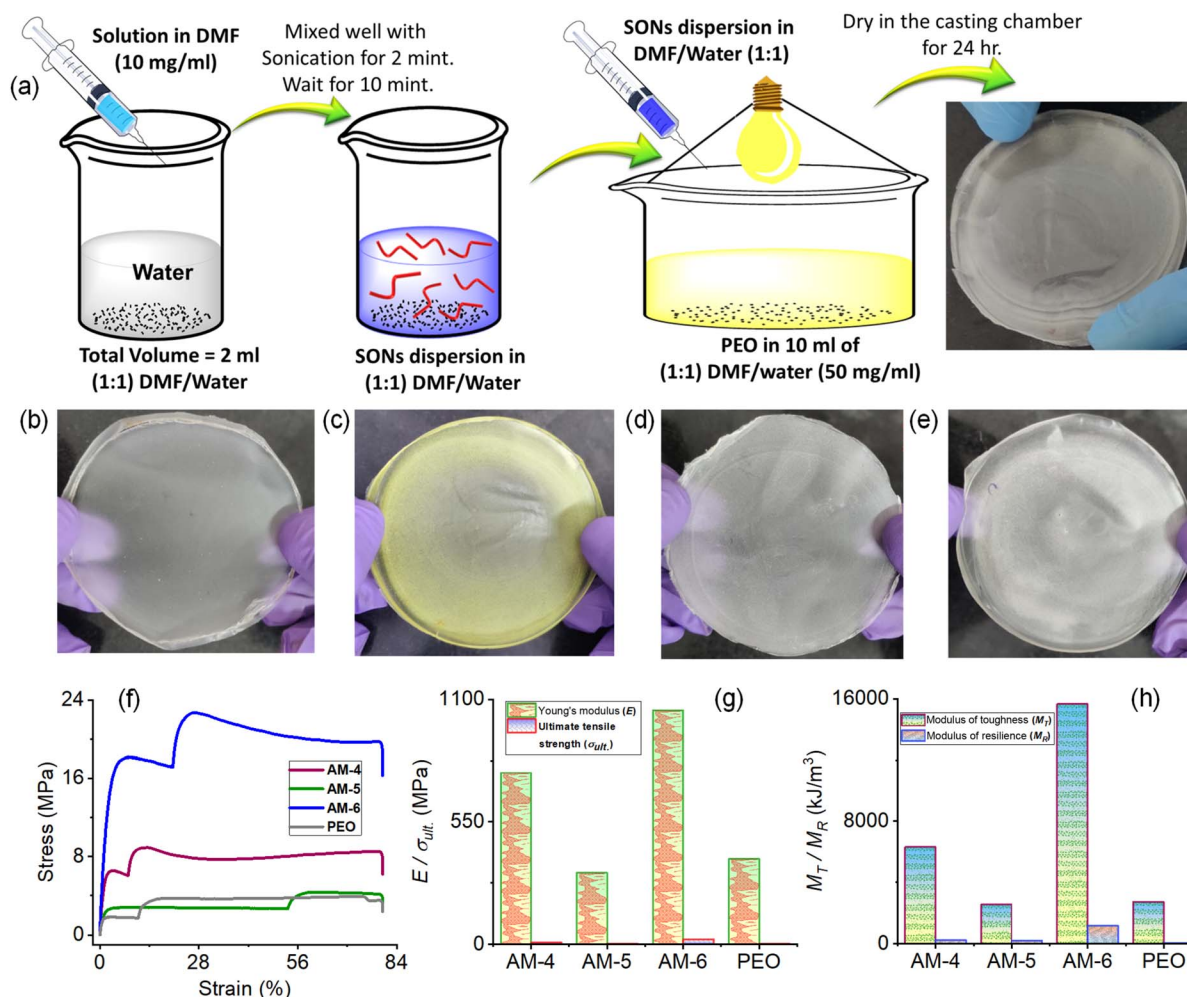 (a)
Solution in DMF
(10 mg/ml)
Mixed well with
Sonication for 2 mint.
Wait for 10 mint.
SONs dispersion in
DMF/Water (1:1)
Dry in the casting chamber
for 24 hr.
Water
Total Volume = 2 ml
(1:1) DMF/Water
SONs dispersion in
(1:1) DMF/Water
PEO in 10 ml of
(1:1) DMF/water (50 mg/ml)
(b)
(c)
(d)
(e)
(f)
24
16
8
0
Stress (MPa)
AM-4
AM-5
AM-6
PEO
0 28 56 84
Strain (%)
(g)
1100
550
0
E / σult. (MPa)
Young's modulus (E)
Ultimate tensile
strength (σult.)
AM-4 AM-5 AM-6 PEO
(h)
16000
8000
0
MT / MR (kJ/m³)
Modulus of toughness (MT)
Modulus of resilience (MR)
AM-4 AM-5 AM-6 PEO